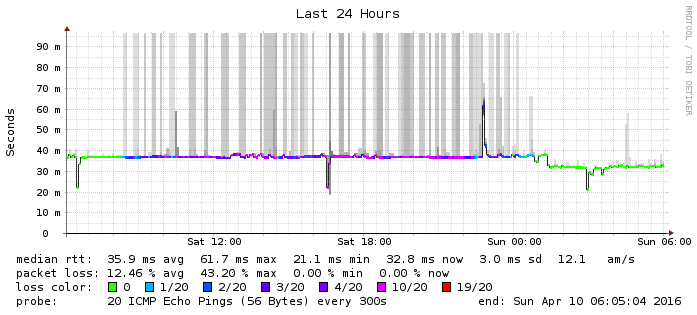 Last 24 Hours
RRDTOOL / TOBI OETIKER
Seconds
90 m
80 m
70 m
60 m
50 m
40 m
30 m
20 m
10 m
0
Sat 12:00 Sat 18:00 Sun 00:00 Sun 06:00
median rtt: 35.9 ms avg 61.7 ms max 21.1 ms min 32.8 ms now 3.0 ms sd 12.1 am/s
packet loss: 12.46 % avg 43.20 % max 0.00 % min 0.00 % now
loss color: 0 1/20 2/20 3/20 4/20 10/20 19/20
probe: 20 ICMP Echo Pings (56 Bytes) every 300s end: Sun Apr 10 06:05:04 2016